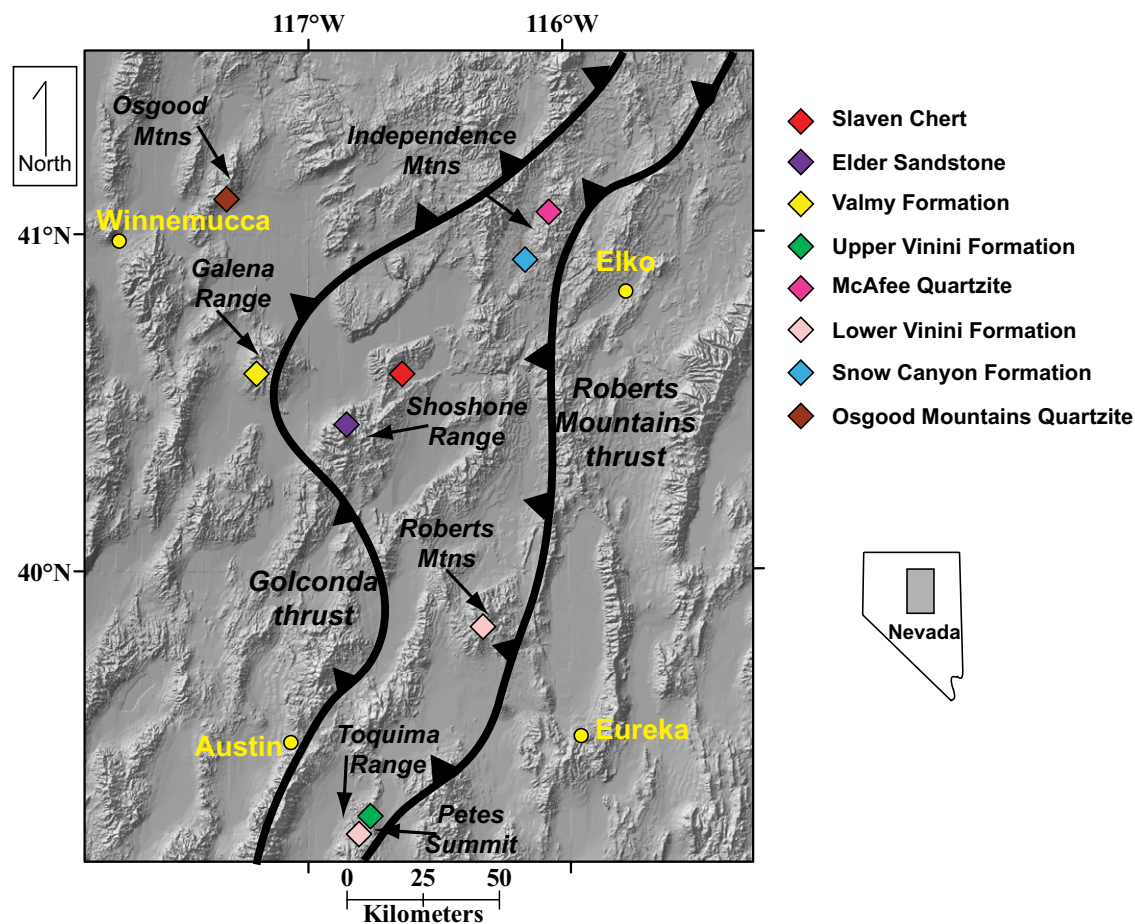 117°W
116°W
North
Osgood
Mtns
Independence
Mtns
Winnemucca
41°N
Galena
Range
Elko
Shoshone
Range
Roberts
Mountains
thrust
Roberts
Mtns
40°N
Golconda
thrust
Austin
Toquima
Range
Eureka
Petes
Summit
0
25
50
Kilometers
Slaven Chert
Elder Sandstone
Valmy Formation
Upper Vinini Formation
McAfee Quartzite
Lower Vinini Formation
Snow Canyon Formation
Osgood Mountains Quartzite
Nevada